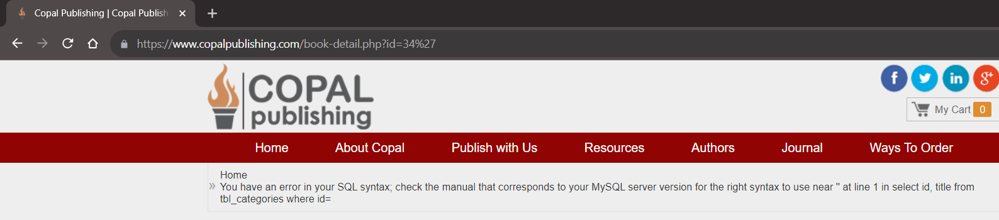 Copal Publishing | Copal Publish
https://www.copalpublishing.com/book-detail.php?id=34%27
COPAL
publishing
f
in
g+
My Cart 0
Home About Copal Publish with Us Resources Authors Journal Ways To Order
Home
» You have an error in your SQL syntax; check the manual that corresponds to your MySQL server version for the right syntax to use near '' at line 1 in select id, title from
tbl_categories where id=